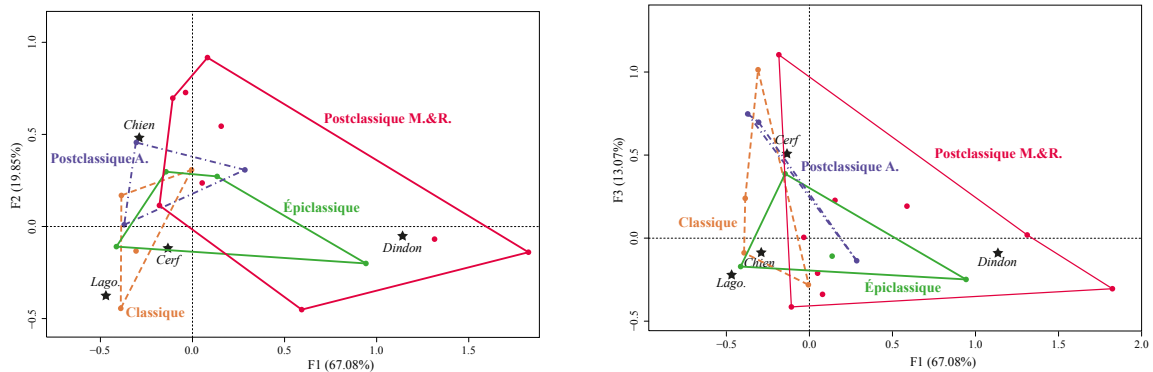 1.0
0.5
0.0
−0.5
F2 (19.85%)
Chien
Postclassique A.
Postclassique M.&R.
Épiclassique
Dindon
Cerf
Lago.
Classique
−0.5
0.0
0.5
1.0
1.5
F1 (67.08%)
1.0
0.5
0.0
−0.5
F3 (13.07%)
Cerf
Postclassique M.&R.
Postclassique A.
Classique
Chien
Dindon
Lago.
Épiclassique
−0.5
0.0
0.5
1.0
1.5
2.0
F1 (67.08%)